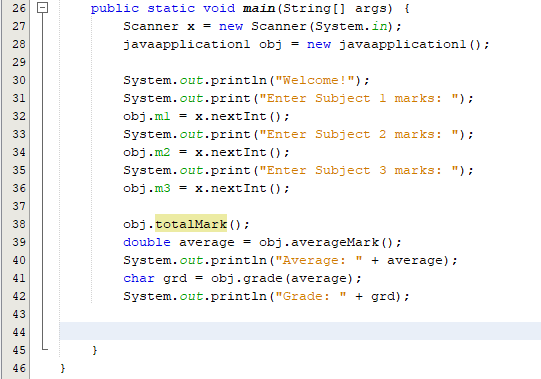 26 public static void main(String[] args) {
27 Scanner x = new Scanner(System.in);
28 javaapplication1 obj = new javaapplication1();
29
30 System.out.println("Welcome!");
31 System.out.print("Enter Subject 1 marks: ");
32 obj.m1 = x.nextInt();
33 System.out.print("Enter Subject 2 marks: ");
34 obj.m2 = x.nextInt();
35 System.out.print("Enter Subject 3 marks: ");
36 obj.m3 = x.nextInt();
37
38 obj.totalMark();
39 double average = obj.averageMark();
40 System.out.println("Average: " + average);
41 char grd = obj.grade(average);
42 System.out.println("Grade: " + grd);
43
44
45 }
46 }